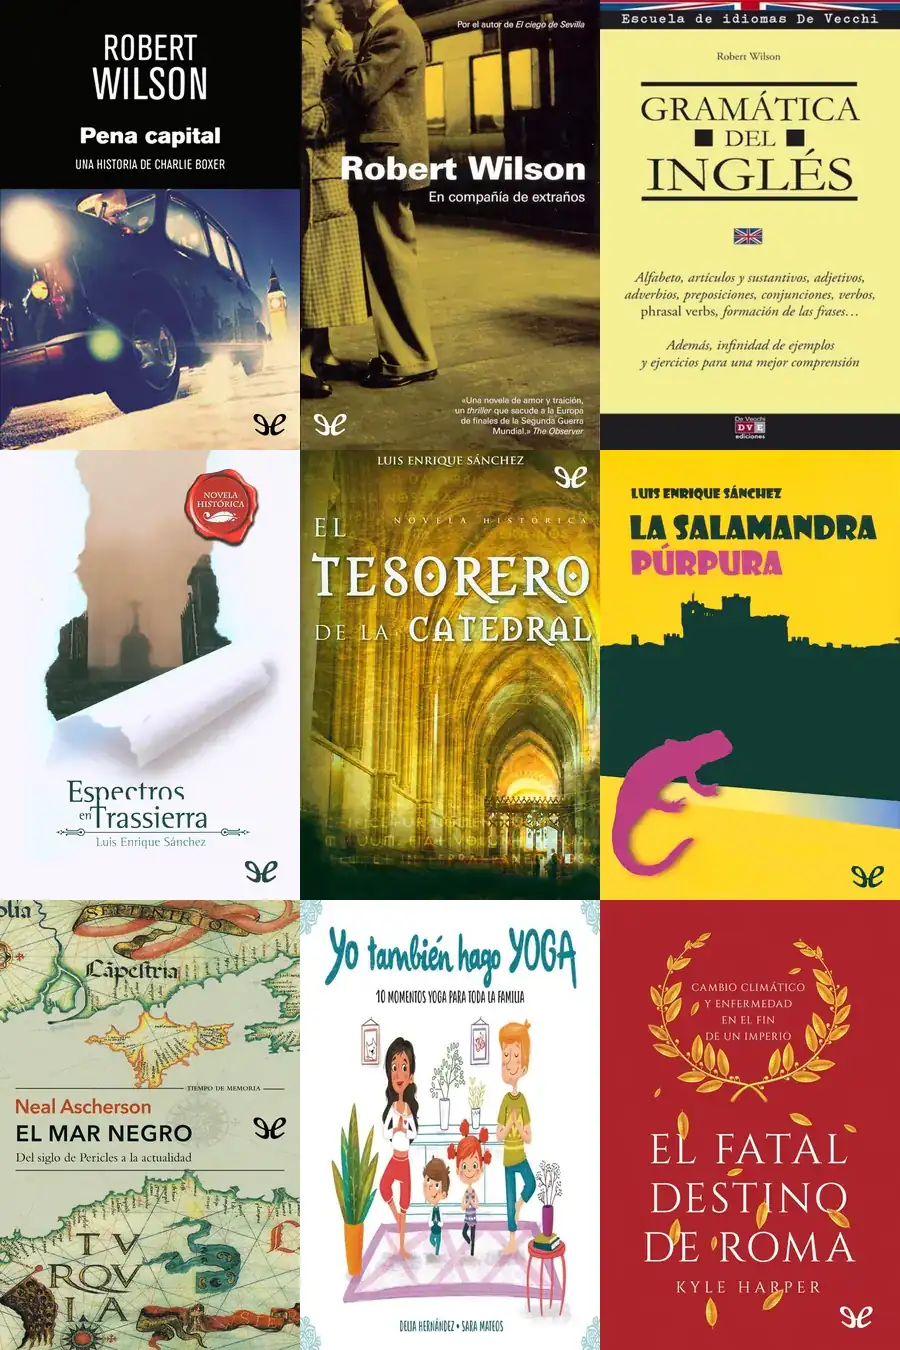 ROBERT
WILSON
Pena capital
UNA HISTORIA DE CHARLIE BOXER
Por el autor de El ciego de Sevilla
Robert Wilson
En compañía de extraños
«Una novela de amor y traición,
un thriller que sacude a la Europa
de finales de la Segunda Guerra
Mundial.» The Observer
Escuela de idiomas De Vecchi
Robert Wilson
GRAMÁTICA
DEL
INGLÉS
Alfabeto, artículos y sustantivos, adjetivos,
adverbios, preposiciones, conjunciones, verbos,
phrasal verbs, formación de las frases...
Además, infinidad de ejemplos
y ejercicios para una mejor comprensión
De Vecchi
DVE
ediciones
NOVELA
HISTÓRICA
Espectros
en Trassierra
Luis Enrique Sánchez
LUIS ENRIQUE SÁNCHEZ
NOVELA HISTÓRICA
EL
TESORERO
DE LA CATEDRAL
LUIS ENRIQUE SÁNCHEZ
LA SALAMANDRA
PÚRPURA
SEPTENTRIO
Capestria
TIEMPO DE MEMORIA
Neal Ascherson
EL MAR NEGRO
Del siglo de Pericles a la actualidad
TV
RQV
IA
Yo también hago YOGA
10 MOMENTOS YOGA PARA TODA LA FAMILIA
DELIA HERNÁNDEZ • SARA MATEOS
CAMBIO CLIMÁTICO
Y ENFERMEDAD
EN EL FIN
DE UN IMPERIO
EL FATAL
DESTINO
DE ROMA
KYLE HARPER